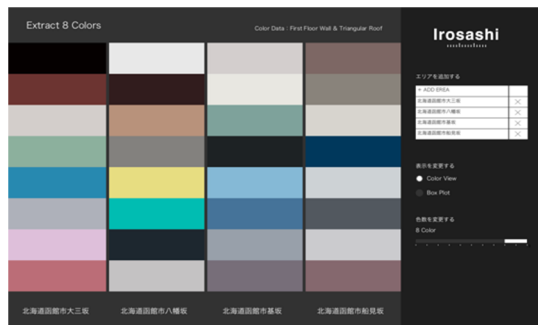 Extract 8 Colors
Color Data : First Floor Wall & Triangular Roof
北海道函館市大三坂
北海道函館市八幡坂
北海道函館市基坂
北海道函館市船見坂
Irosashi
エリアを追加する
+ ADD EREA
北海道函館市大三坂
北海道函館市八幡坂
北海道函館市基坂
北海道函館市船見坂
表示を変更する
Color View
Box Plot
色数を変更する
8 Color